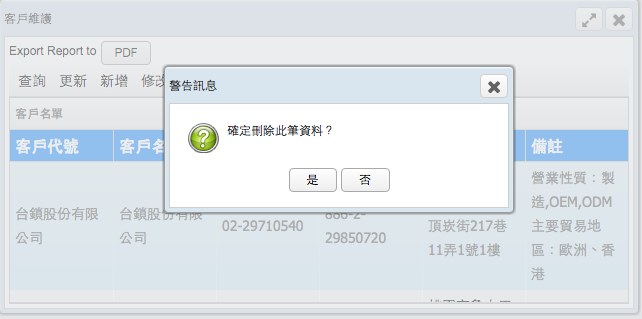 客戶維護
Export Report to PDF
查詢 更新 新增 修改
警告訊息
確定刪除此筆資料？
是 否
客戶名單
客戶代號 備註
台鎖股份有限
公司
台鎖股份有限
公司
02-29710540
886-2-
29850720
頂崁街217巷
11弄1號1樓
營業性質：製
造,OEM,ODM
主要貿易地
區：歐洲、香
港